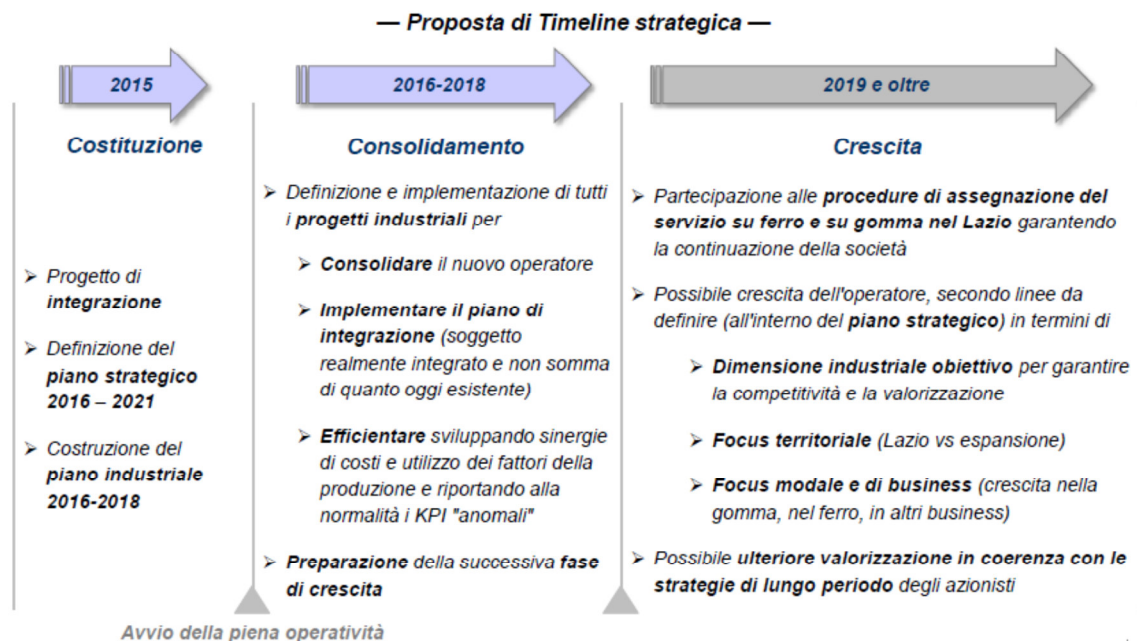 — Proposta di Timeline strategica —
2015
Costituzione
➢ Progetto di
integrazione
➢ Definizione del
piano strategico
2016 – 2021
➢ Costruzione del
piano industriale
2016-2018
2016-2018
Consolidamento
➢ Definizione e implementazione di tutti
i progetti industriali per
➢ Consolidare il nuovo operatore
➢ Implementare il piano di
integrazione (soggetto
realmente integrato e non somma
di quanto oggi esistente)
➢ Efficientare sviluppando sinergie
di costi e utilizzo dei fattori della
produzione e riportando alla
normalità i KPI "anomali"
➢ Preparazione della successiva fase
di crescita
2019 e oltre
Crescita
➢ Partecipazione alle procedure di assegnazione del
servizio su ferro e su gomma nel Lazio garantendo
la continuazione della società
➢ Possibile crescita dell'operatore, secondo linee da
definire (all'interno del piano strategico) in termini di
➢ Dimensione industriale obiettivo per garantire
la competitività e la valorizzazione
➢ Focus territoriale (Lazio vs espansione)
➢ Focus modale e di business (crescita nella
gomma, nel ferro, in altri business)
➢ Possibile ulteriore valorizzazione in coerenza con le
strategie di lungo periodo degli azionisti
Avvio della piena operatività